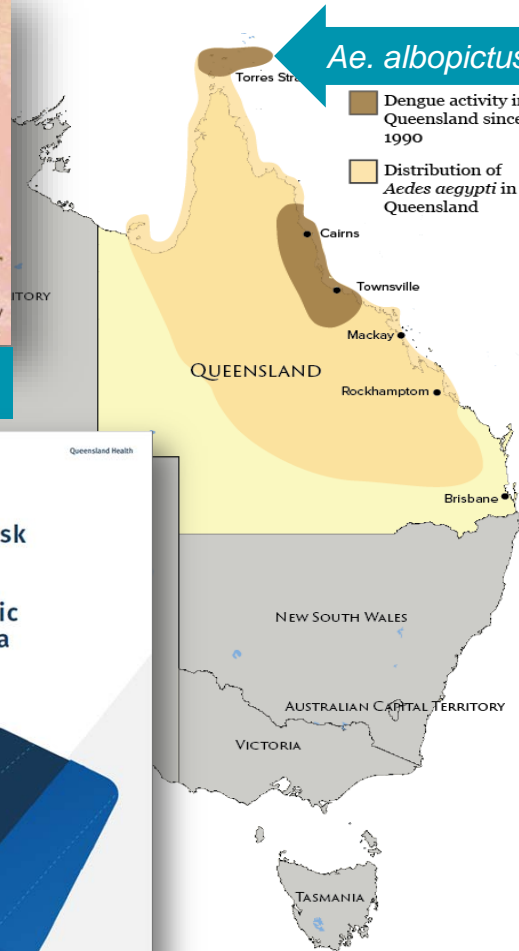 Ae. albopictus
Torres Stra
Dengue activity in
Queensland since
1990
Distribution of
Aedes aegypti in
Queensland
Cairns
Townsville
Mackay
Rockhamptom
QUEENSLAND
Brisbane
ITORY
Queensland Health
sk
ic
a
NEW SOUTH WALES
AUSTRALIAN CAPITAL TERRITORY
VICTORIA
TASMANIA